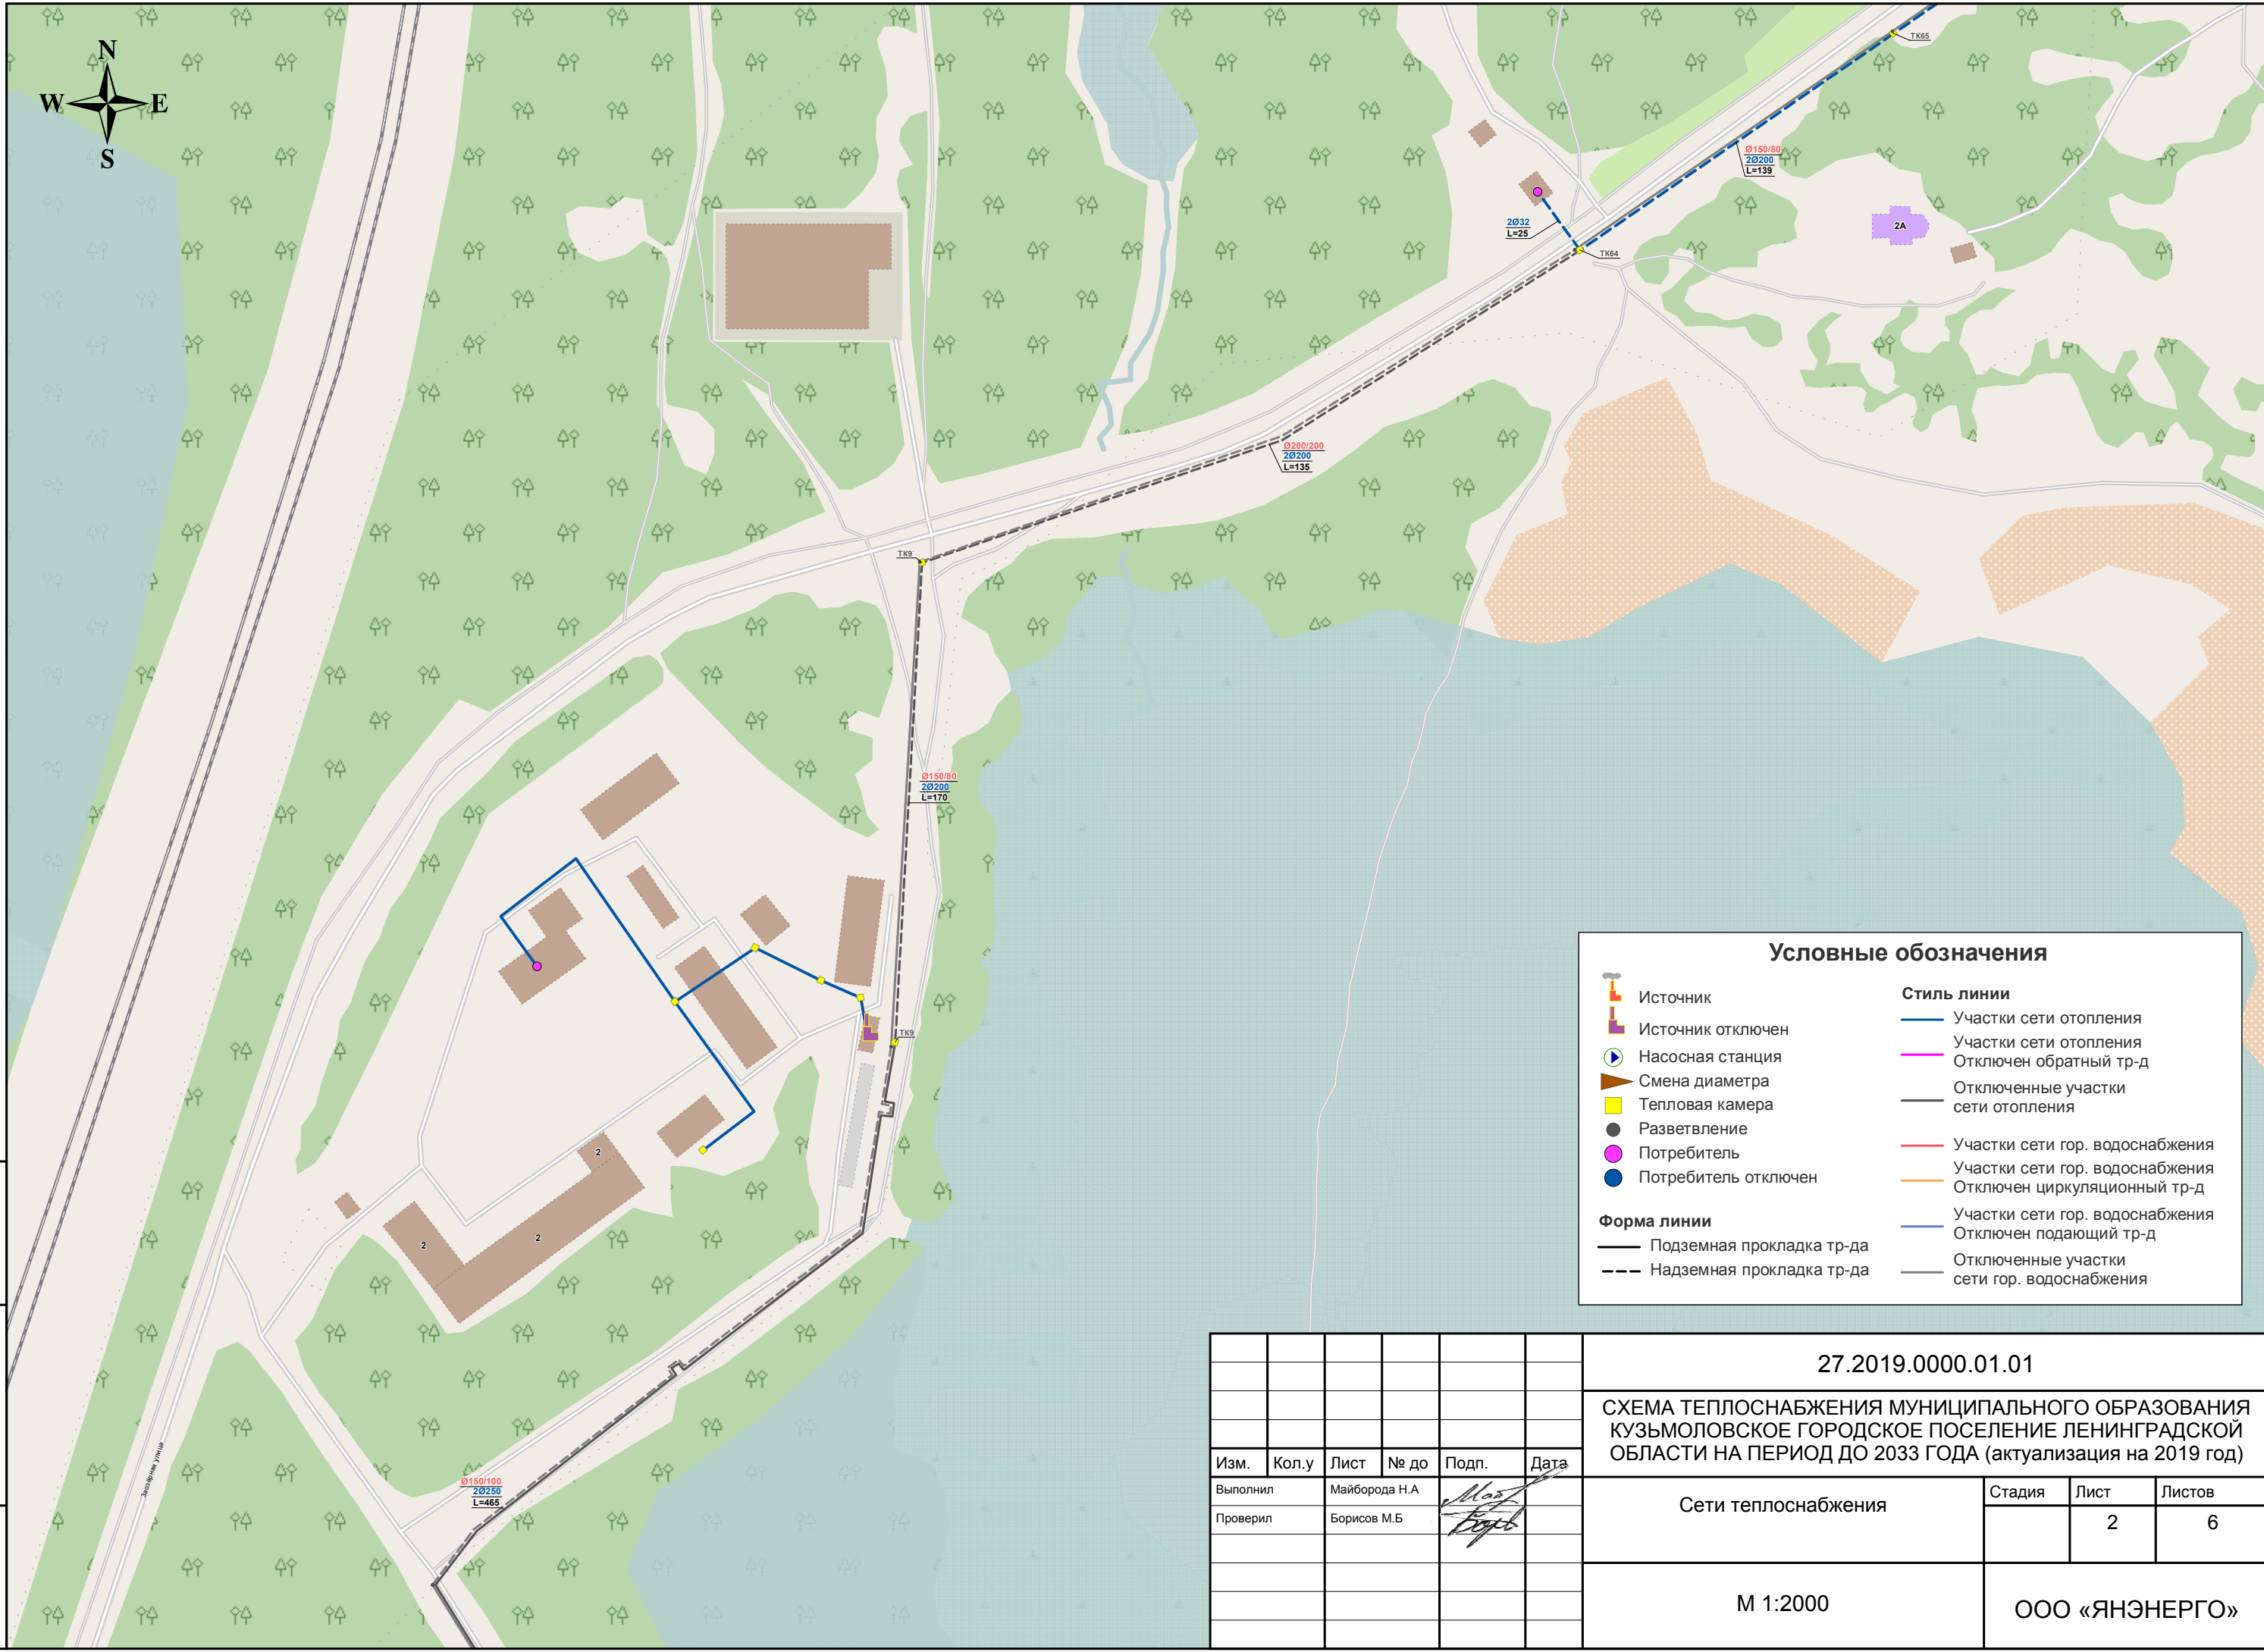 N
W E
S
ТК65
Ø150/80
2Ø200
L=139
2Ø32
L=25
2А
ТК64
Ø200/200
2Ø200
L=135
ТК9'
Ø150/80
2Ø200
L=170
ТК9
2
2
2
Заозёрная улица
Ø150/100
2Ø250
L=465
Условные обозначения
Источник
Источник отключен
Насосная станция
Смена диаметра
Тепловая камера
Разветвление
Потребитель
Потребитель отключен
Форма линии
Подземная прокладка тр-да
Надземная прокладка тр-да
Стиль линии
Участки сети отопления
Участки сети отопления
Отключен обратный тр-д
Отключенные участки
сети отопления
Участки сети гор. водоснабжения
Участки сети гор. водоснабжения
Отключен циркуляционный тр-д
Участки сети гор. водоснабжения
Отключен подающий тр-д
Отключенные участки
сети гор. водоснабжения
27.2019.0000.01.01
СХЕМА ТЕПЛОСНАБЖЕНИЯ МУНИЦИПАЛЬНОГО ОБРАЗОВАНИЯ
КУЗЬМОЛОВСКОЕ ГОРОДСКОЕ ПОСЕЛЕНИЕ ЛЕНИНГРАДСКОЙ
ОБЛАСТИ НА ПЕРИОД ДО 2033 ГОДА (актуализация на 2019 год)
Изм. Кол.у Лист № до Подп. Дата
Выполнил Майборода Н.А
Проверил Борисов М.Б
Сети теплоснабжения
Стадия Лист Листов
2 6
М 1:2000
ООО «ЯНЭНЕРГО»